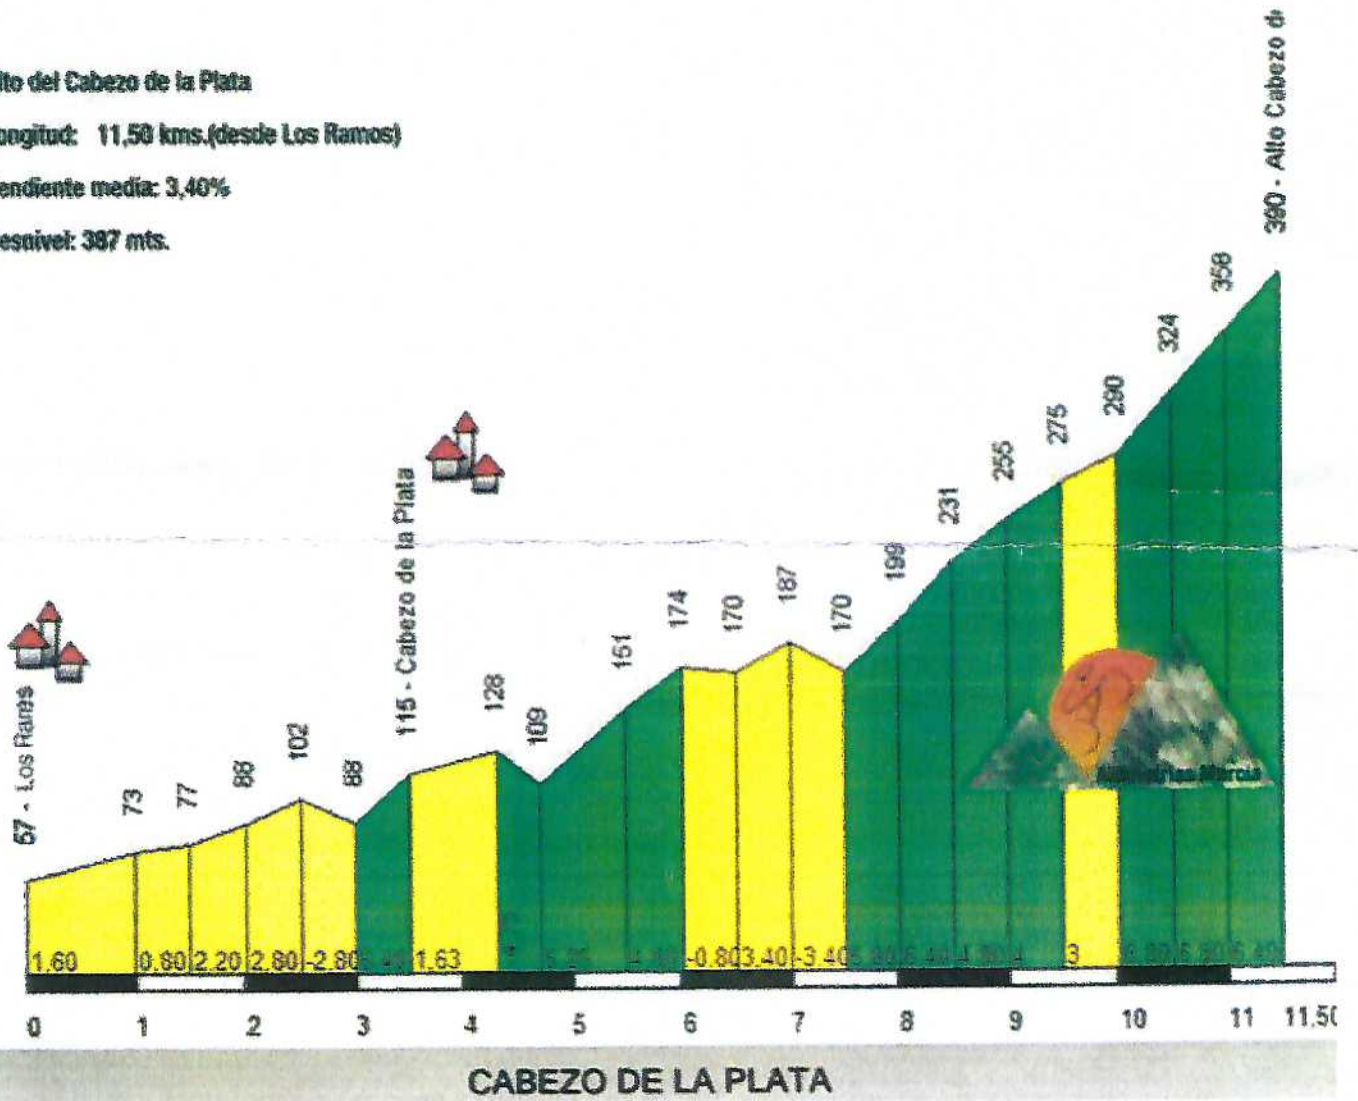 lto del Cabezo de la Plata
ongitud: 11,50 kms.(desde Los Ramos)
endiente media: 3,40%
esnivel: 387 mts.
390 - Alto Cabezo d
358
324
290
275
255
231
199
170
187
170
174
151
109
128
115 - Cabezo de la Plata
88
102
88
77
73
57 - Los
1.60 0.80 2.20 2.80 -2.80 1.63 -0.80 3.40 -3.40 3
Murcia
0 1 2 3 4 5 6 7 8 9 10 11 11.50
CABEZO DE LA PLATA